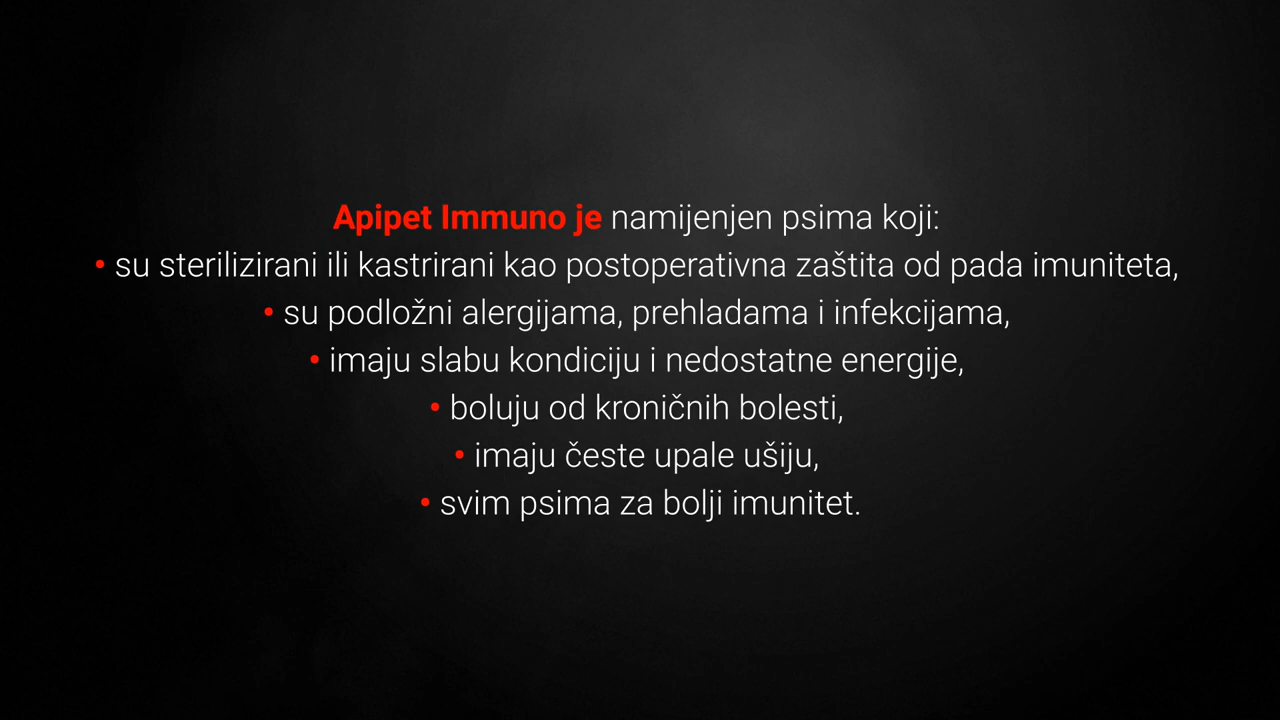 Apipet Immuno je namijenjen psima koji:
• su sterilizirani ili kastrirani kao postoperativna zaštita od pada imuniteta,
• su podložni alergijama, prehladama i infekcijama,
• imaju slabu kondiciju i nedostatne energije,
• boluju od kroničnih bolesti,
• imaju česte upale ušiju,
• svim psima za bolji imunitet.